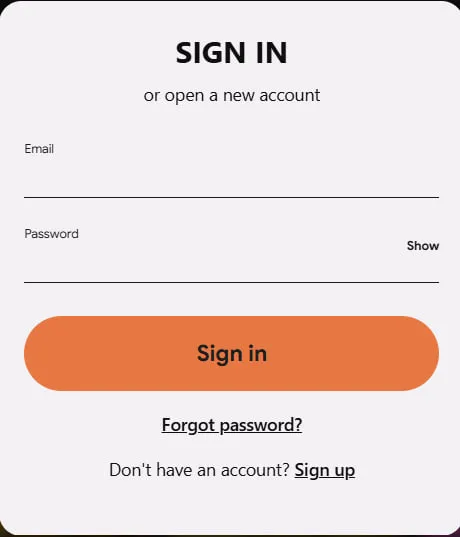 SIGN IN
or open a new account
Email
Password
Show
Sign in
Forgot password?
Don't have an account? Sign up